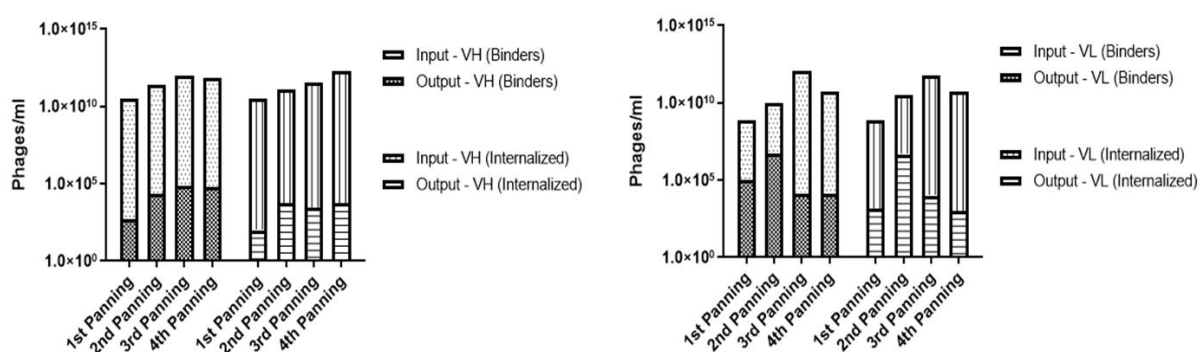 1.0×10¹⁵
1.0×10¹⁰
1.0×10⁵
1.0×10⁰
Phages/ml
1st Panning
2nd Panning
3rd Panning
4th Panning
1st Panning
2nd Panning
3rd Panning
4th Panning
Input - VH (Binders)
Output - VH (Binders)
Input - VH (Internalized)
Output - VH (Internalized)
1.0×10¹⁵
1.0×10¹⁰
1.0×10⁵
1.0×10⁰
Phages/ml
1st Panning
2nd Panning
3rd Panning
4th Panning
1st Panning
2nd Panning
3rd Panning
4th Panning
Input - VL (Binders)
Output - VL (Binders)
Input - VL (Internalized)
Output - VL (Internalized)